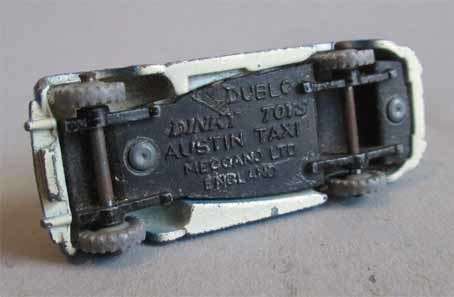 DUBLO
DINKY TOYS
AUSTIN TAXI
MECCANO LTD
ENGLAND